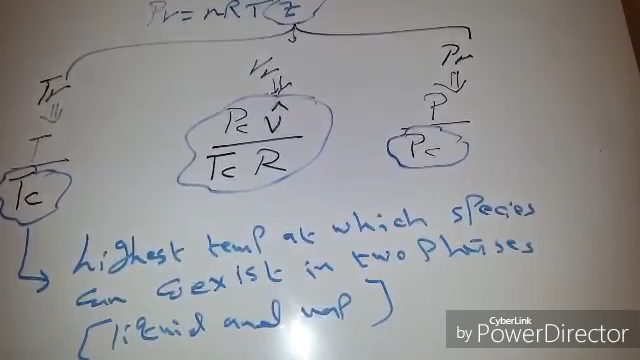 Pv = nRT z
Tr Vr Pr
T / Tc Pc V̂ / Tc R P / Pc
highest temp at which species
can coexist in two phases
[liquid and vap]
CyberLink
by PowerDirector